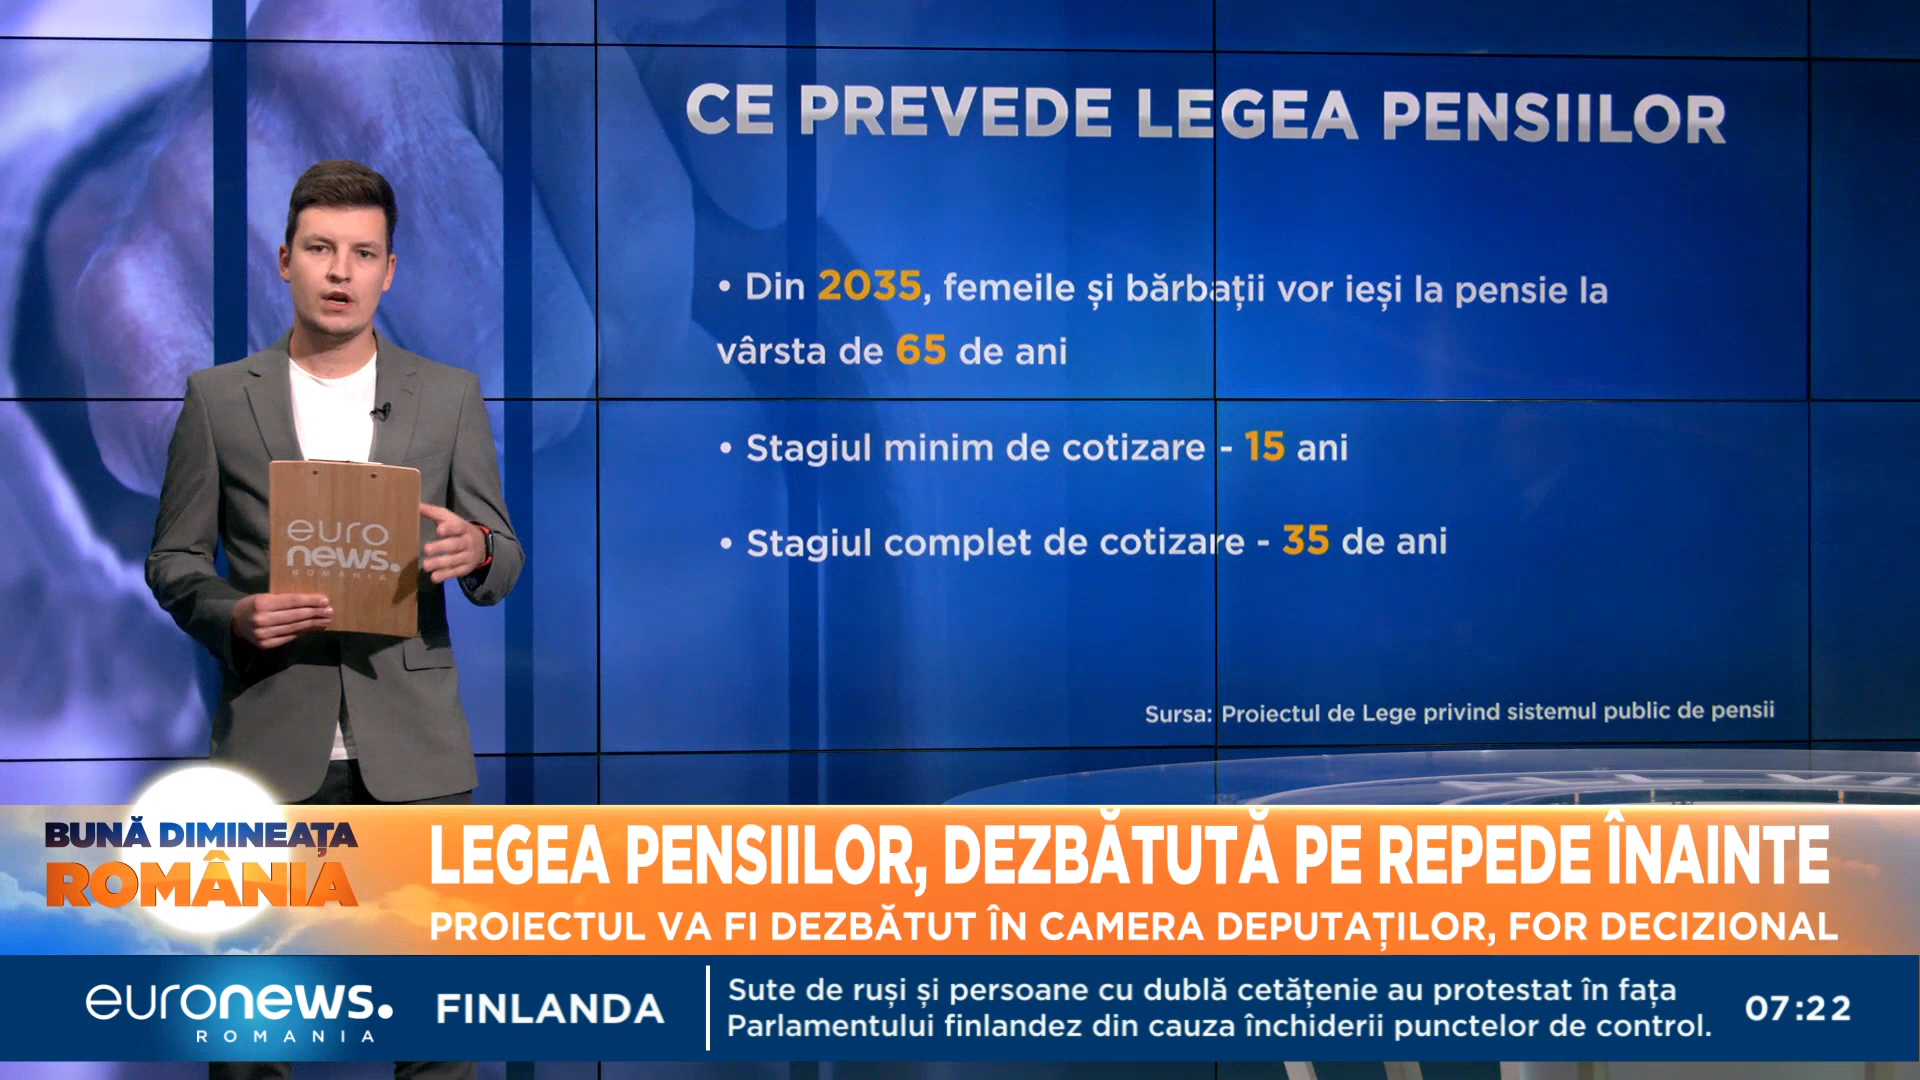 CE PREVEDE LEGEA PENSIILOR
• Din 2035, femeile și bărbații vor ieși la pensie la
vârsta de 65 de ani
• Stagiul minim de cotizare - 15 ani
• Stagiul complet de cotizare - 35 de ani
Sursa: Proiectul de Lege privind sistemul public de pensii
euro
news.
ROMANIA
BUNĂ DIMINEAȚA
ROMÂNIA
LEGEA PENSIILOR, DEZBĂTUTĂ PE REPEDE ÎNAINTE
PROIECTUL VA FI DEZBĂTUT ÎN CAMERA DEPUTAȚILOR, FOR DECIZIONAL
euronews.
ROMANIA
FINLANDA
Sute de ruși și persoane cu dublă cetățenie au protestat în fața
Parlamentului finlandez din cauza închiderii punctelor de control.
07:22